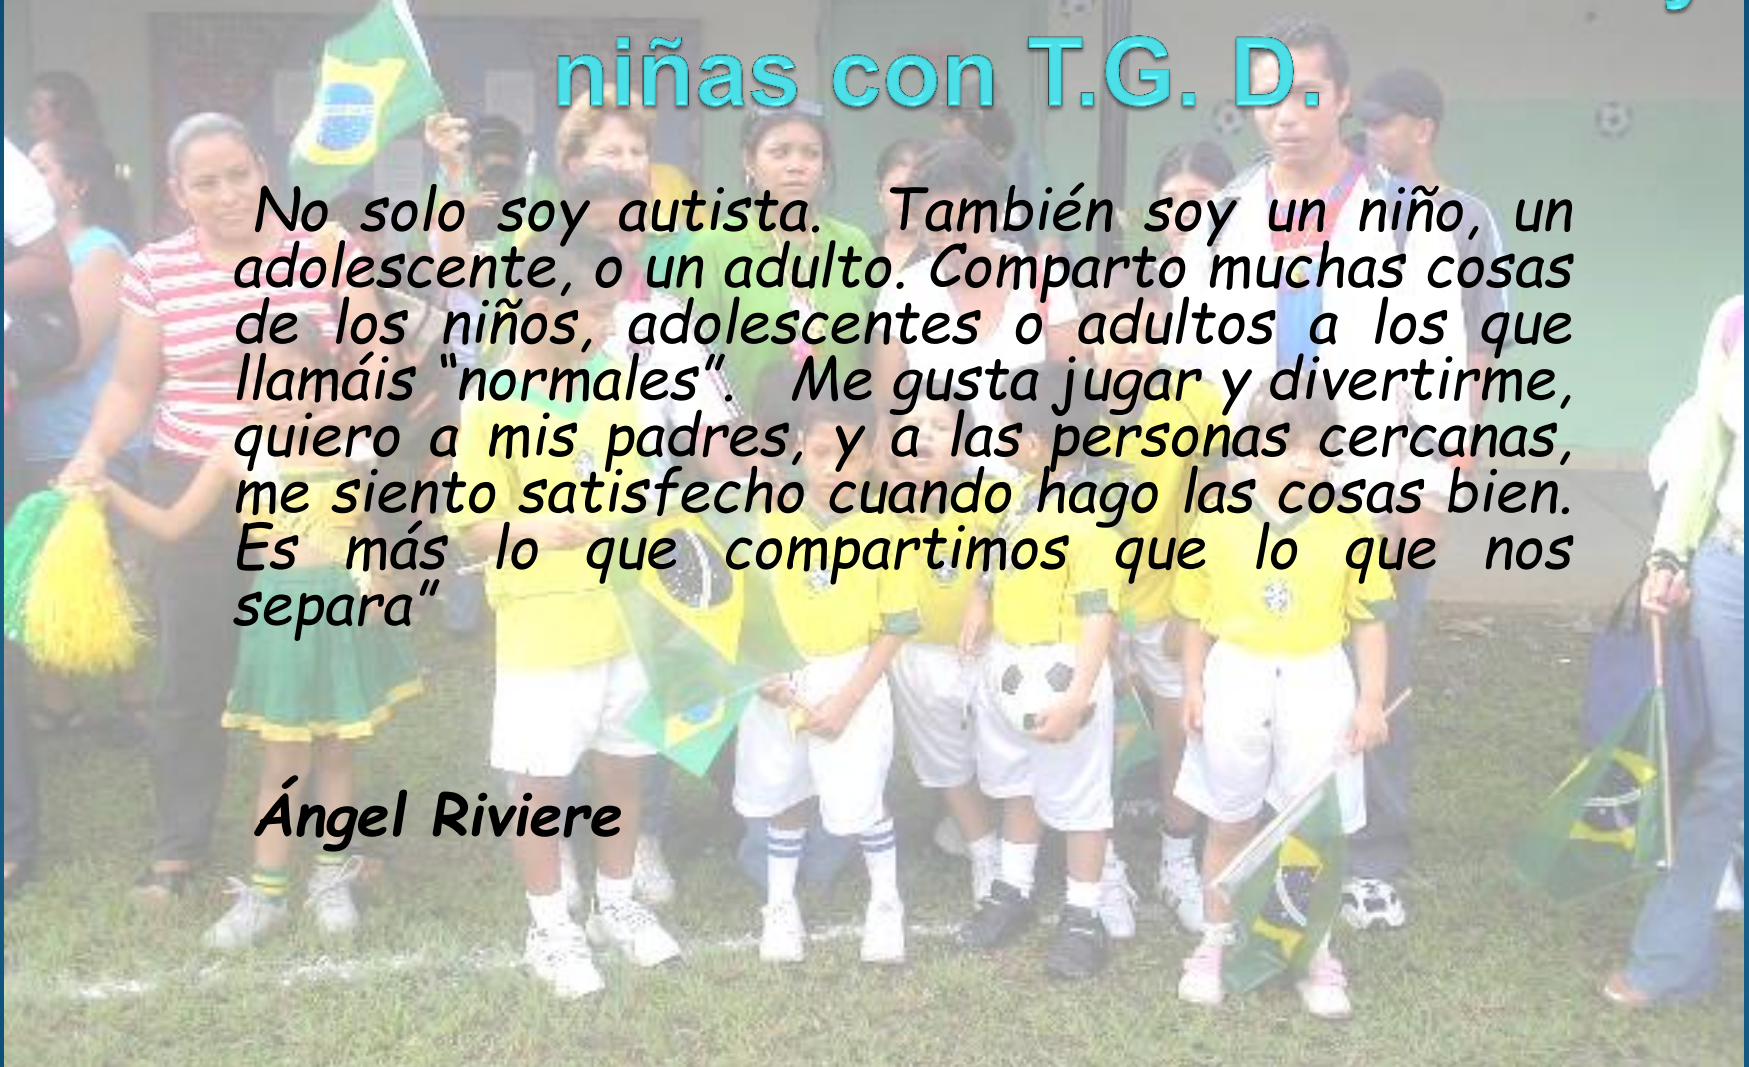 niñas con T.G. D.
No solo soy autista. También soy un niño, un
adolescente, o un adulto. Comparto muchas cosas
de los niños, adolescentes o adultos a los que
llamáis “normales”. Me gusta jugar y divertirme,
quiero a mis padres, y a las personas cercanas,
me siento satisfecho cuando hago las cosas bien.
Es más lo que compartimos que lo que nos
separa”
Ángel Riviere